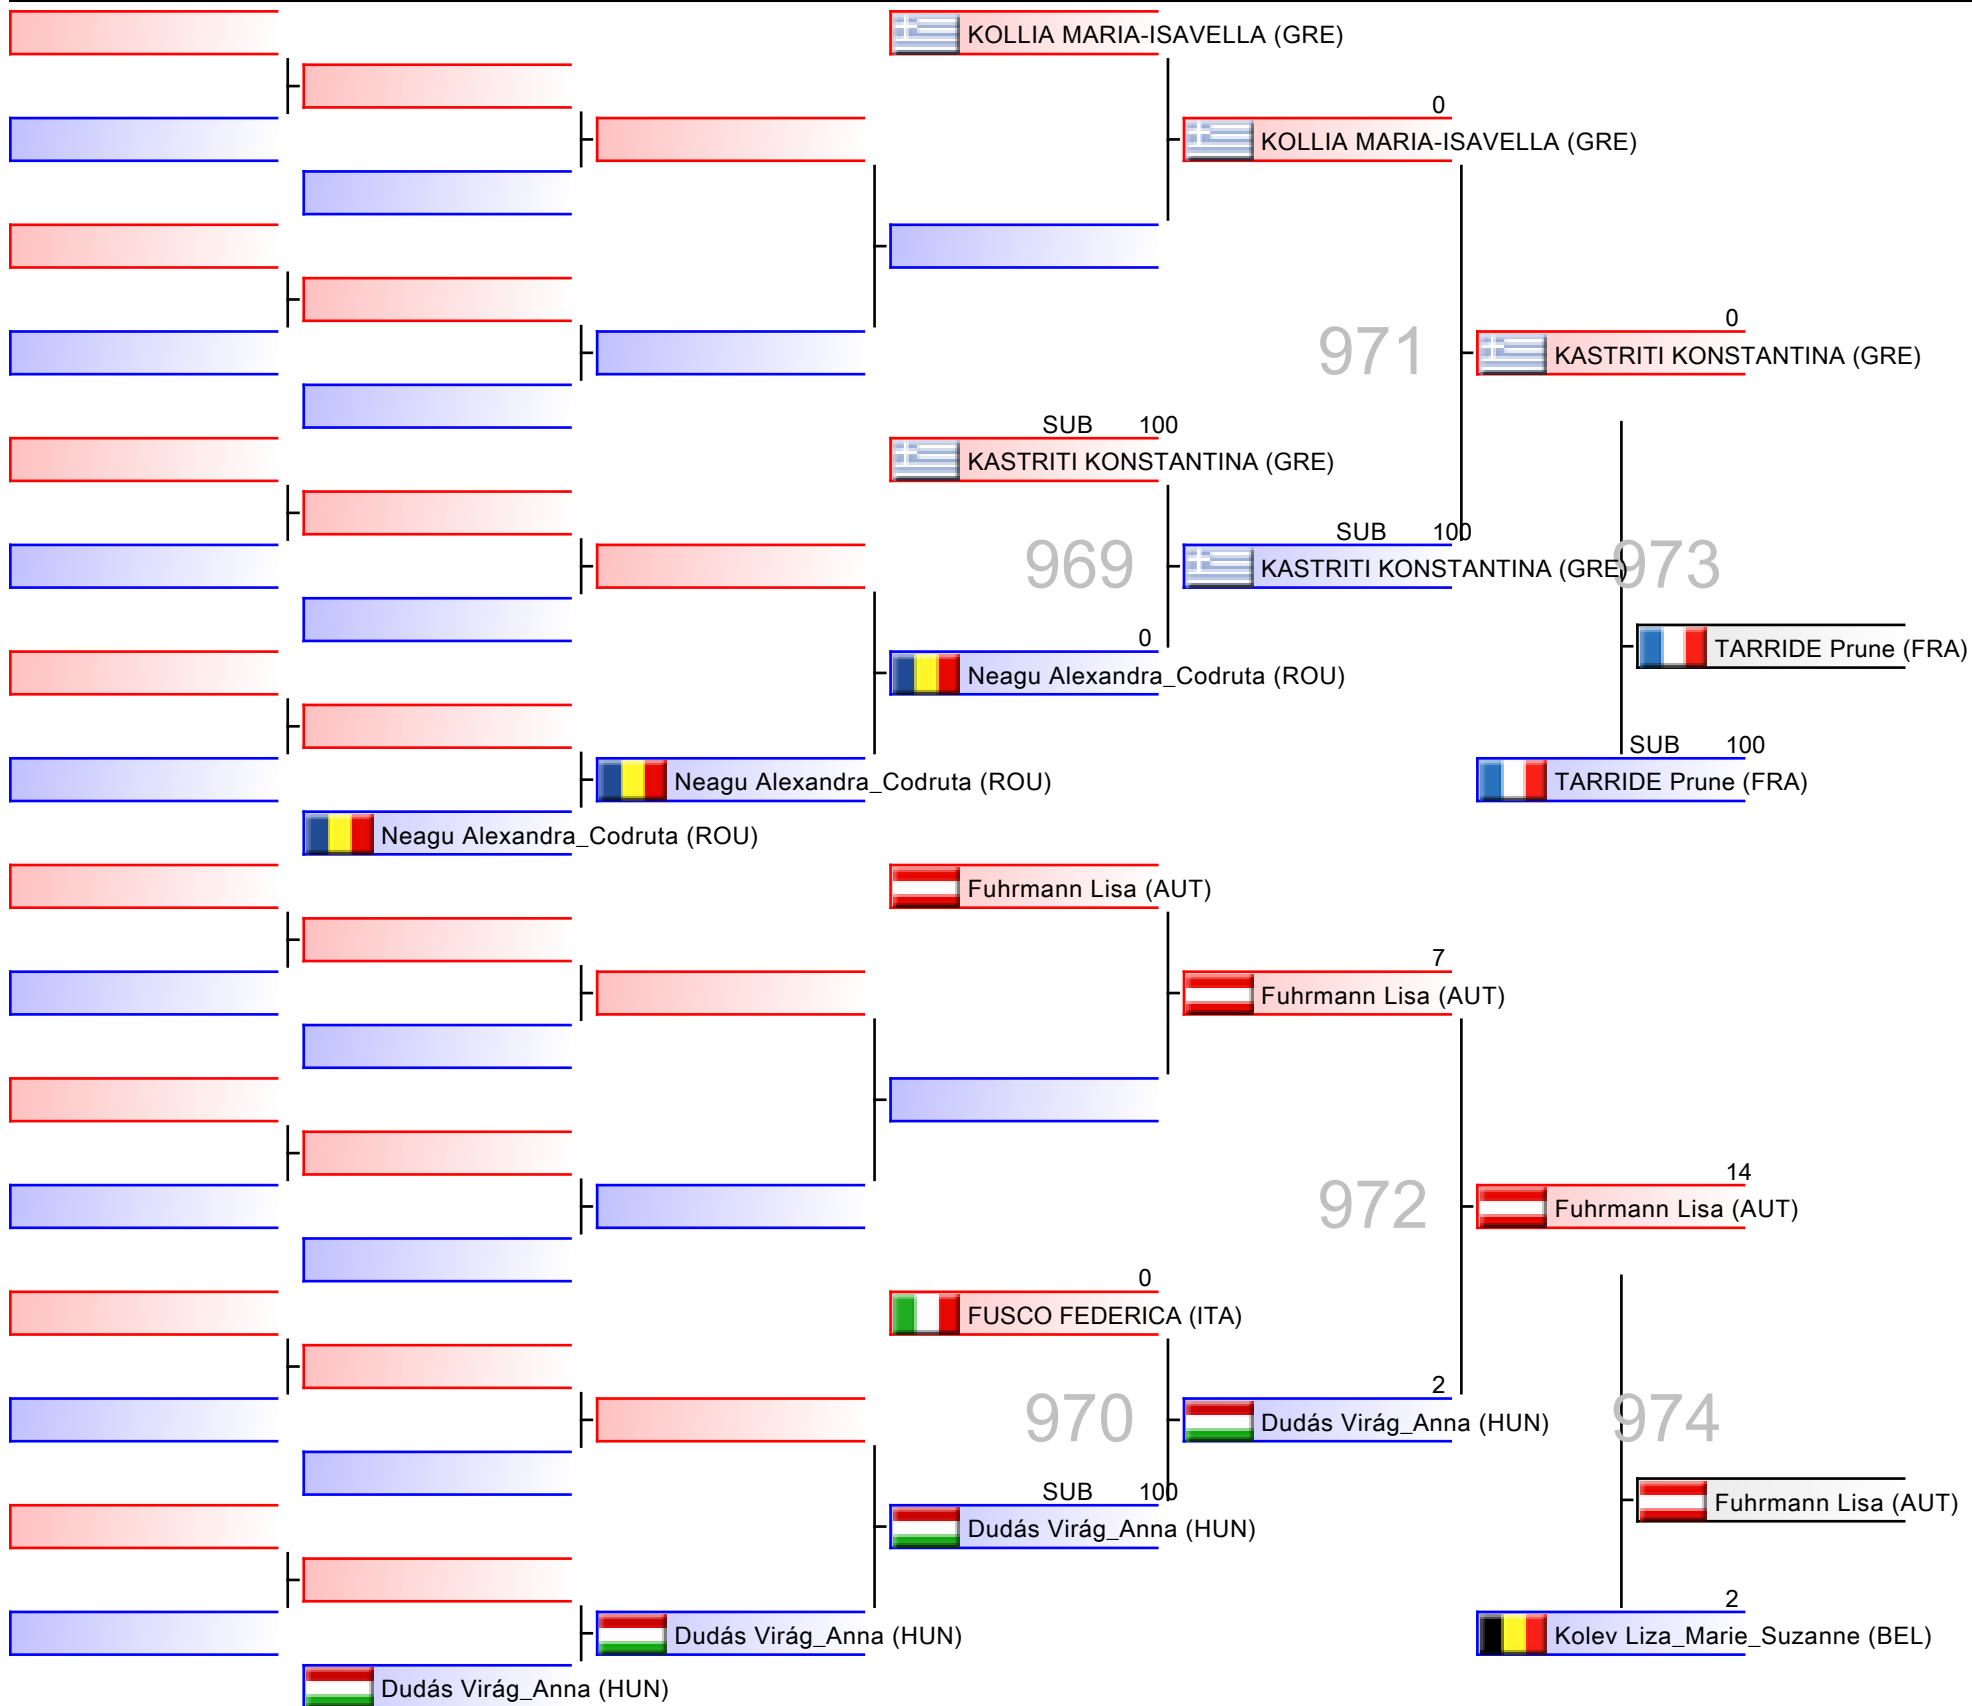 KOLLIA MARIA-ISAVELLA (GRE)
0
KOLLIA MARIA-ISAVELLA (GRE)
971
0
KASTRITI KONSTANTINA (GRE)
SUB 100
KASTRITI KONSTANTINA (GRE)
969
SUB 100
KASTRITI KONSTANTINA (GRE)
973
0
Neagu Alexandra_Codruta (ROU)
TARRIDE Prune (FRA)
SUB 100
TARRIDE Prune (FRA)
Neagu Alexandra_Codruta (ROU)
Neagu Alexandra_Codruta (ROU)
Fuhrmann Lisa (AUT)
7
Fuhrmann Lisa (AUT)
972
14
Fuhrmann Lisa (AUT)
0
FUSCO FEDERICA (ITA)
970
2
Dudás Virág_Anna (HUN)
974
SUB 100
Dudás Virág_Anna (HUN)
Fuhrmann Lisa (AUT)
2
Kolev Liza_Marie_Suzanne (BEL)
Dudás Virág_Anna (HUN)
Dudás Virág_Anna (HUN)